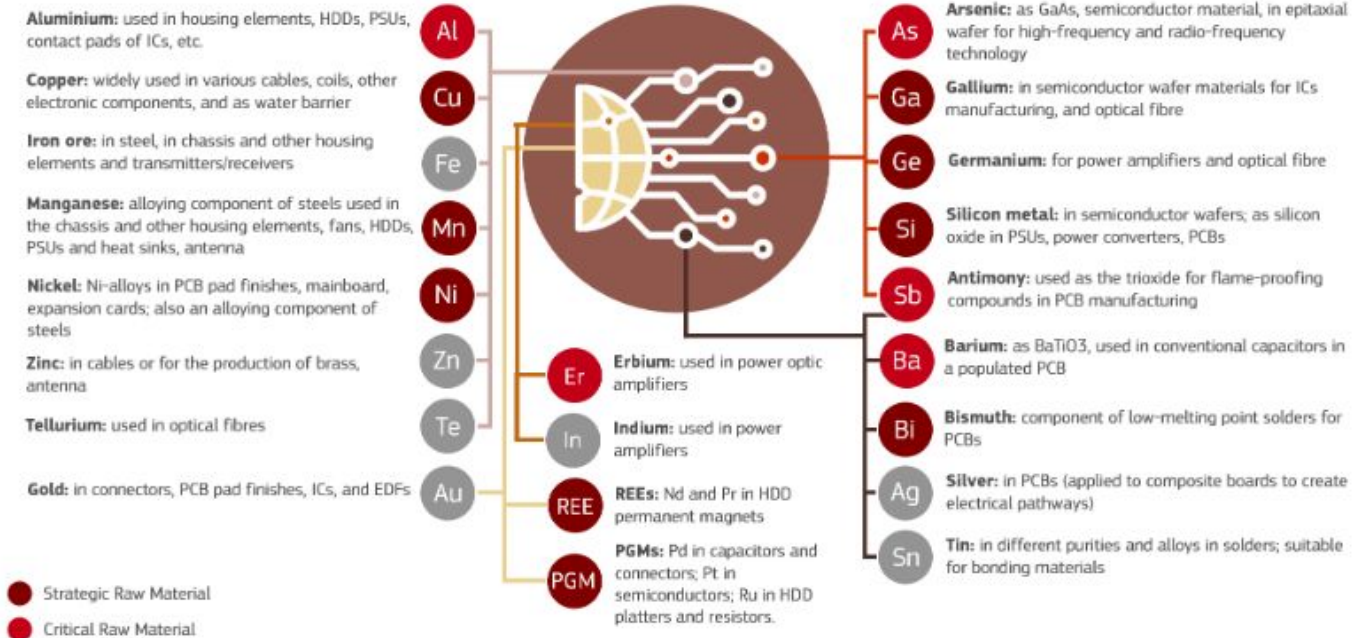 Aluminium: used in housing elements, HDDs, PSUs,
contact pads of ICs, etc.
Al
Copper: widely used in various cables, coils, other
electronic components, and as water barrier
Cu
Iron ore: in steel, in chassis and other housing
elements and transmitters/receivers
Fe
Manganese: alloying component of steels used in
the chassis and other housing elements, fans, HDDs,
PSUs and heat sinks, antenna
Mn
Nickel: Ni-alloys in PCB pad finishes, mainboard,
expansion cards; also an alloying component of
steels
Ni
Zinc: in cables or for the production of brass,
antenna
Zn
Tellurium: used in optical fibres
Te
Gold: in connectors, PCB pad finishes, ICs, and EDFs
Au
Er
Erbium: used in power optic
amplifiers
In
Indium: used in power
amplifiers
REE
REEs: Nd and Pr in HDD
permanent magnets
PGM
PGMs: Pd in capacitors and
connectors; Pt in
semiconductors; Ru in HDD
platters and resistors.
As
Arsenic: as GaAs, semiconductor material, in epitaxial
wafer for high-frequency and radio-frequency
technology
Ga
Gallium: in semiconductor wafer materials for ICs
manufacturing, and optical fibre
Ge
Germanium: for power amplifiers and optical fibre
Si
Silicon metal: in semiconductor wafers; as silicon
oxide in PSUs, power converters, PCBs
Sb
Antimony: used as the trioxide for flame-proofing
compounds in PCB manufacturing
Ba
Barium: as BaTiO3, used in conventional capacitors in
a populated PCB
Bi
Bismuth: component of low-melting point solders for
PCBs
Ag
Silver: in PCBs (applied to composite boards to create
electrical pathways)
Sn
Tin: in different purities and alloys in solders; suitable
for bonding materials
Strategic Raw Material
Critical Raw Material